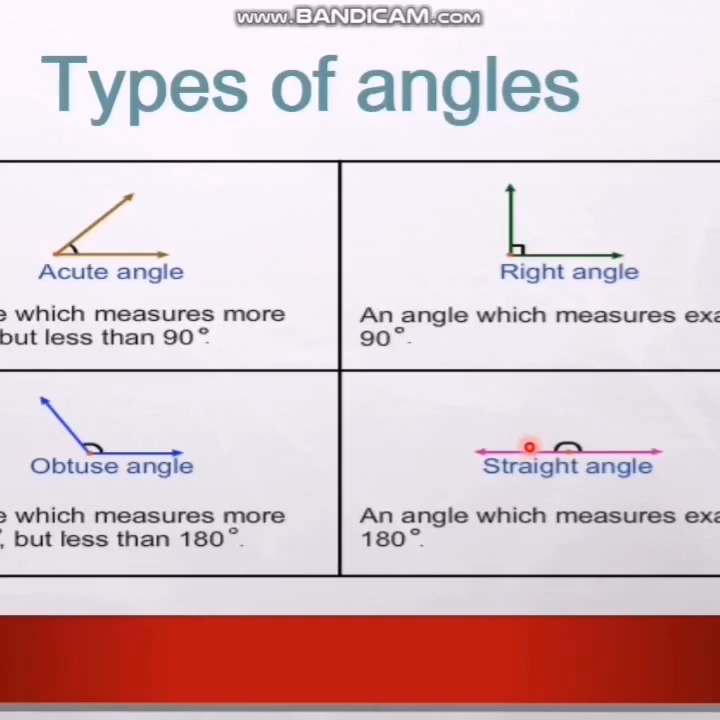 www.BANDICAM.com
Types of angles
Acute angle
which measures more
but less than 90°.
Right angle
An angle which measures exa
90°.
Obtuse angle
which measures more
, but less than 180°.
Straight angle
An angle which measures exa
180°.